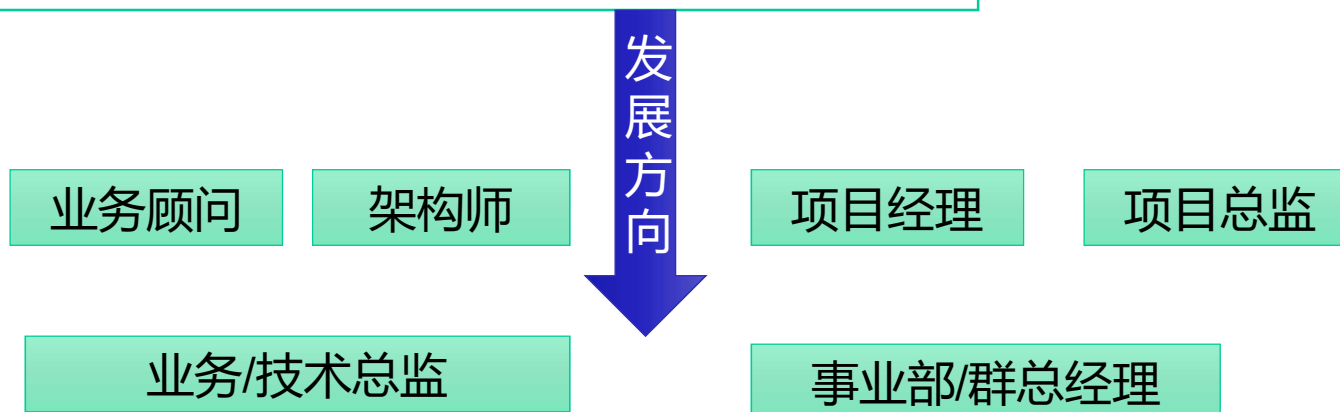 发展方向
业务顾问
架构师
项目经理
项目总监
业务/技术总监
事业部/群总经理